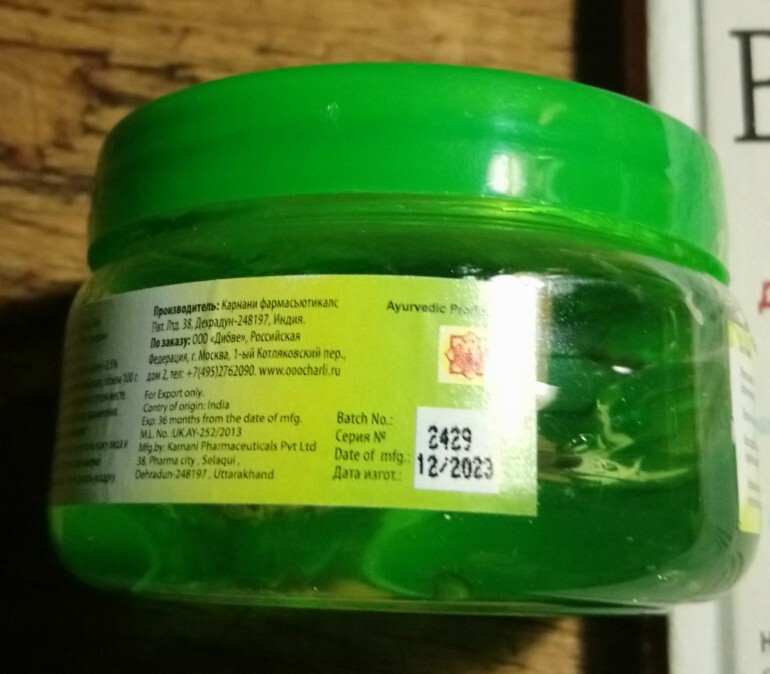 Производитель: Карнани фармасьютикалс
Пвт. Лтд. 38, Дехрадун-248197, Индия.
По заказу: ООО «Дибве», Российская
Федерация, г. Москва, 1-ый Котляковский пер.,
дом 2, тел: +7(495)2762090. www.ooocharli.ru
For Export only.
Contry of origin: India
Exp: 36 months from the date of mfg.
M.L. No. .UK.AY-252/2013
Mfg.by: Karnani Pharmaceuticals Pvt Ltd
38, Pharma city , Selaqui ,
Dehradun-248197 , Uttarakhand
Ayurvedic
Batch No.:
Серия № 2429
Date of mfg.: 12/2023
Дата изгот.: